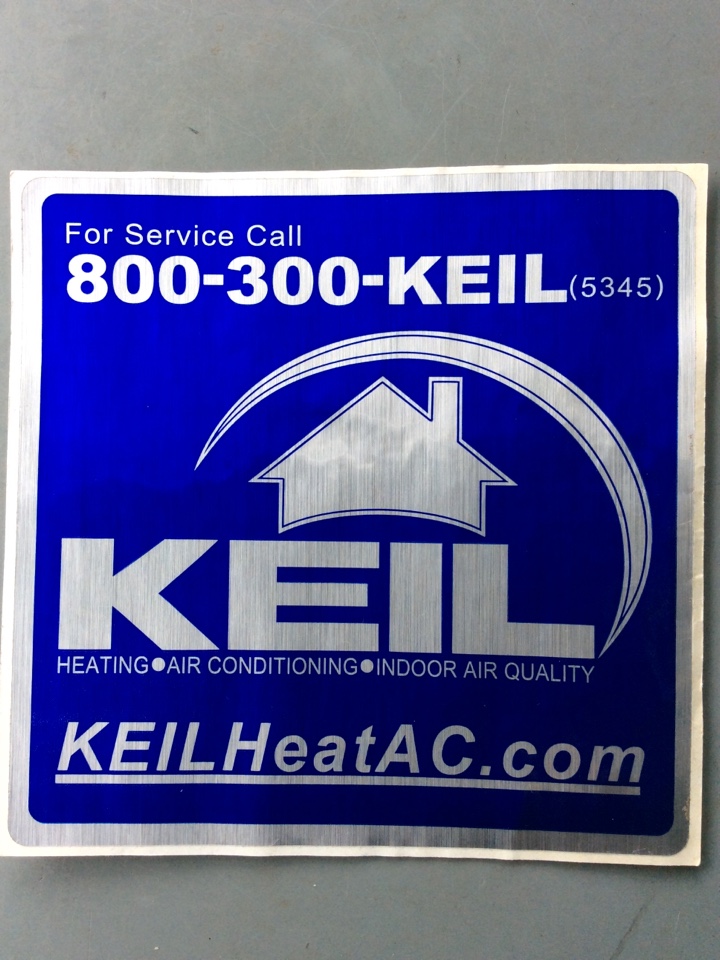 For Service Call
800-300-KEIL(5345)
KEIL
HEATING●AIR CONDITIONING●INDOOR AIR QUALITY
KEILHeatAC.com